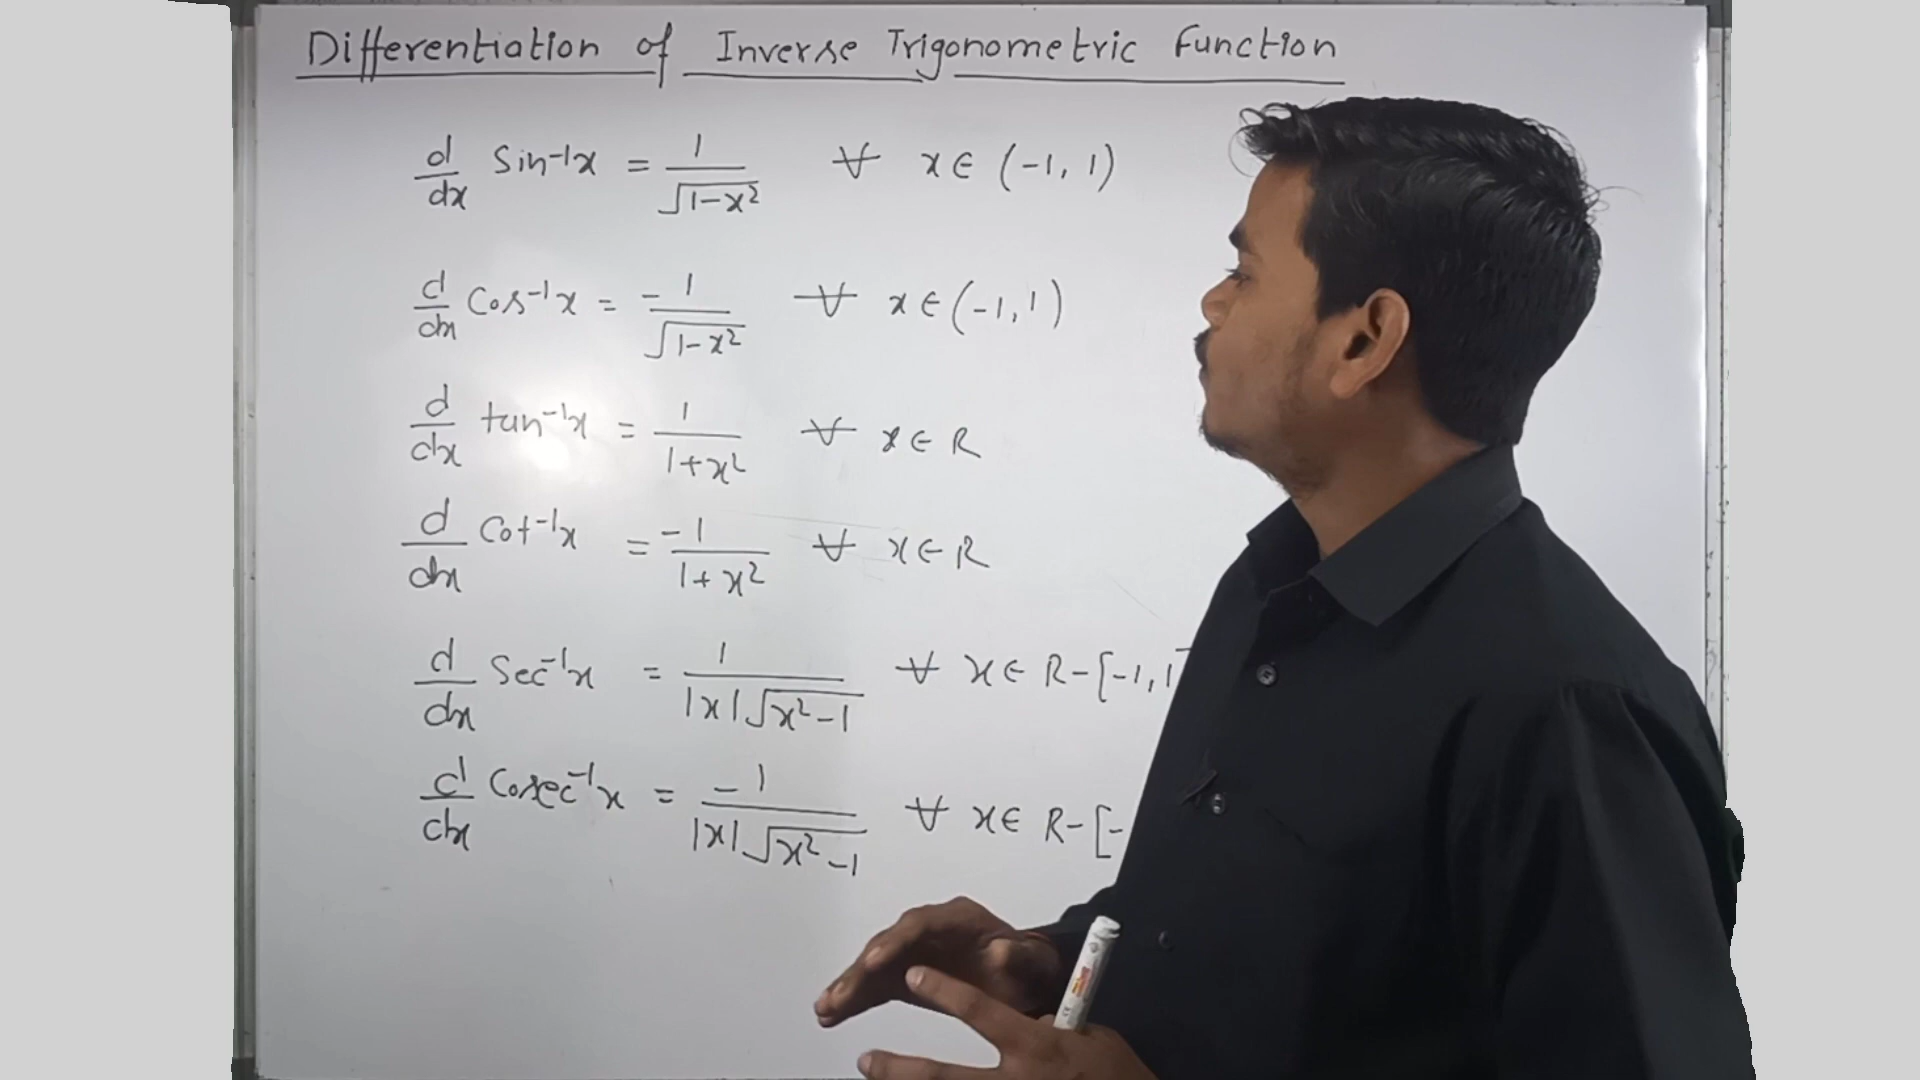 Differentiation of Inverse Trigonometric Function
d/dx Sin⁻¹x = 1/√1-x² ∀ x∈ (-1, 1)
d/dx Cos⁻¹x = -1/√1-x² ∀ x∈(-1,1)
d/dx tan⁻¹x = 1/1+x² ∀ x∈R
d/dx Cot⁻¹x = -1/1+x² ∀ x∈R
d/dx Sec⁻¹x = 1/|x|√x²-1 ∀ x∈ R-[-1,1
d/dx Cosec⁻¹x = -1/|x|√x²-1 ∀ x∈ R-[-